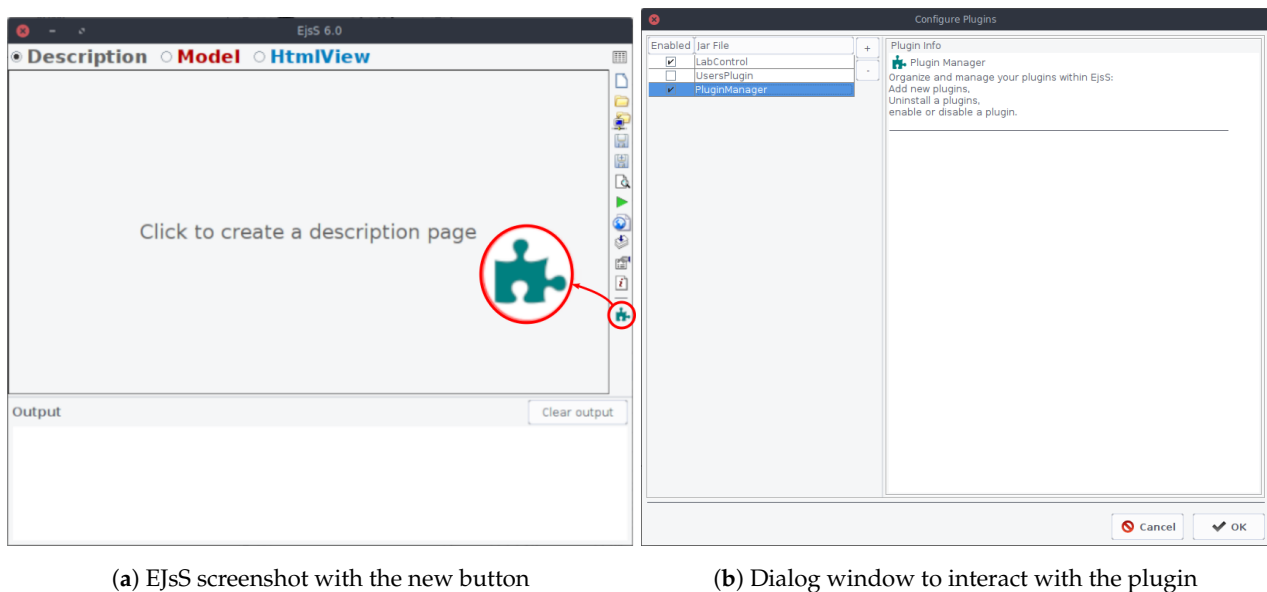 EjsS 6.0
Description Model HtmlView
Click to create a description page
Output
Clear output
(a) EJsS screenshot with the new button
Configure Plugins
Enabled Jar File
LabControl
UsersPlugin
PluginManager
+
-
Plugin Info
Plugin Manager
Organize and manage your plugins within EjsS:
Add new plugins,
Uninstall a plugins,
enable or disable a plugin.
Cancel
OK
(b) Dialog window to interact with the plugin